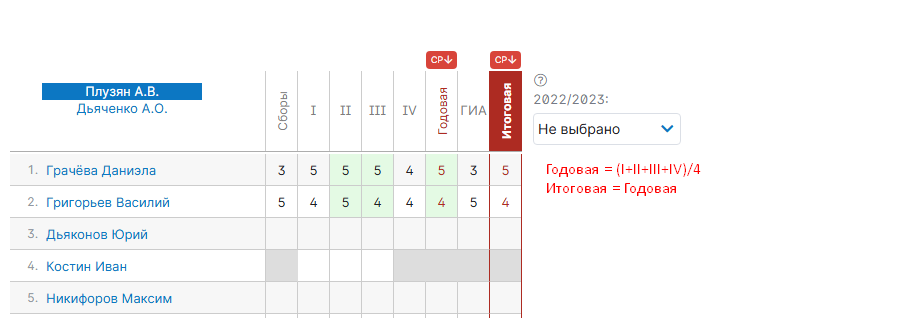 СР↓ СР↓
Плузян А.В.
Дьяченко А.О.
Сборы I II III IV Годовая ГИА Итоговая
?
2022/2023:
Не выбрано
1. Грачёва Даниэла 3 5 5 5 4 5 3 5
2. Григорьев Василий 5 4 5 4 4 4 5 4
3. Дьяконов Юрий
4. Костин Иван
5. Никифоров Максим
Годовая = (I+II+III+IV)/4
Итоговая = Годовая